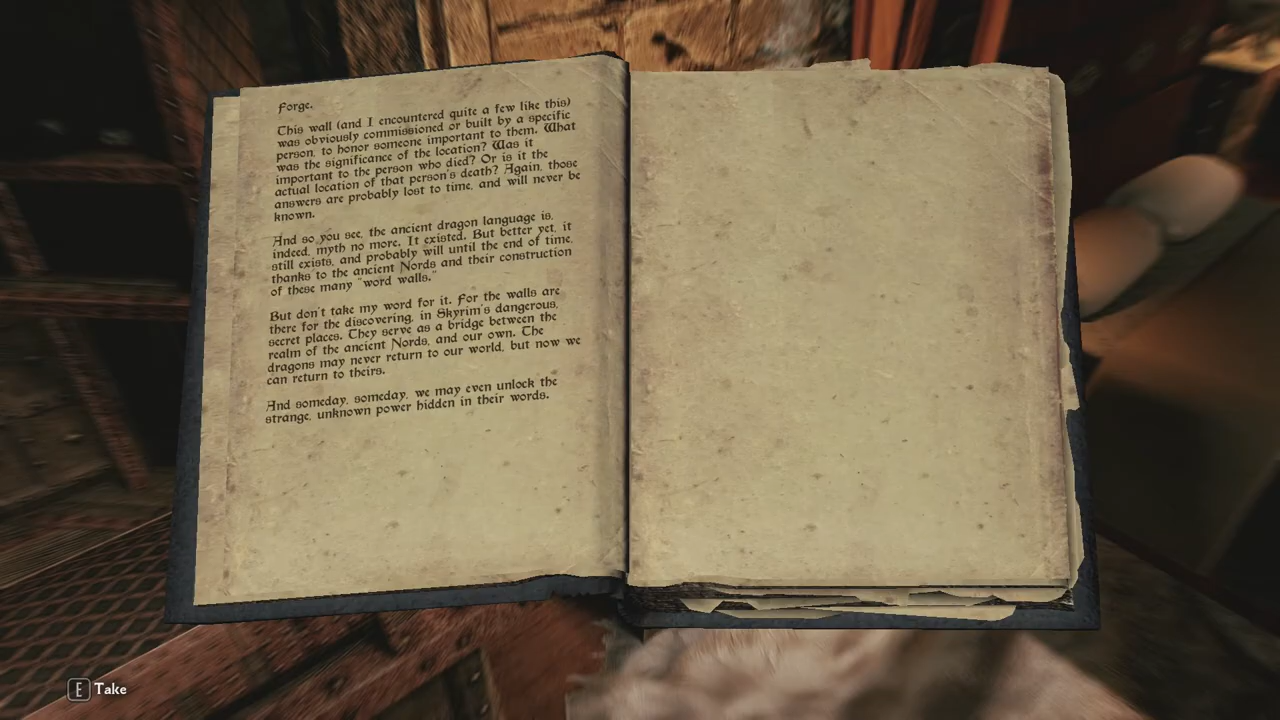 Forge.
This wall (and I encountered quite a few like this)
was obviously commissioned or built by a specific
person, to honor someone important to them. What
was the significance of the location? Was it
important to the person who died? Or is it the
actual location of that person's death? Again, those
answers are probably lost to time, and will never be
known.
And so you see, the ancient dragon language is,
indeed, myth no more. It existed. But better yet, it
still exists, and probably will until the end of time,
thanks to the ancient Nords and their construction
of these many "word walls."
But don't take my word for it. For the walls are
there for the discovering, in Skyrim's dangerous,
secret places. They serve as a bridge between the
realm of the ancient Nords, and our own. The
dragons may never return to our world, but now we
can return to theirs.
And someday, someday, we may even unlock the
strange, unknown power hidden in their words.
E Take